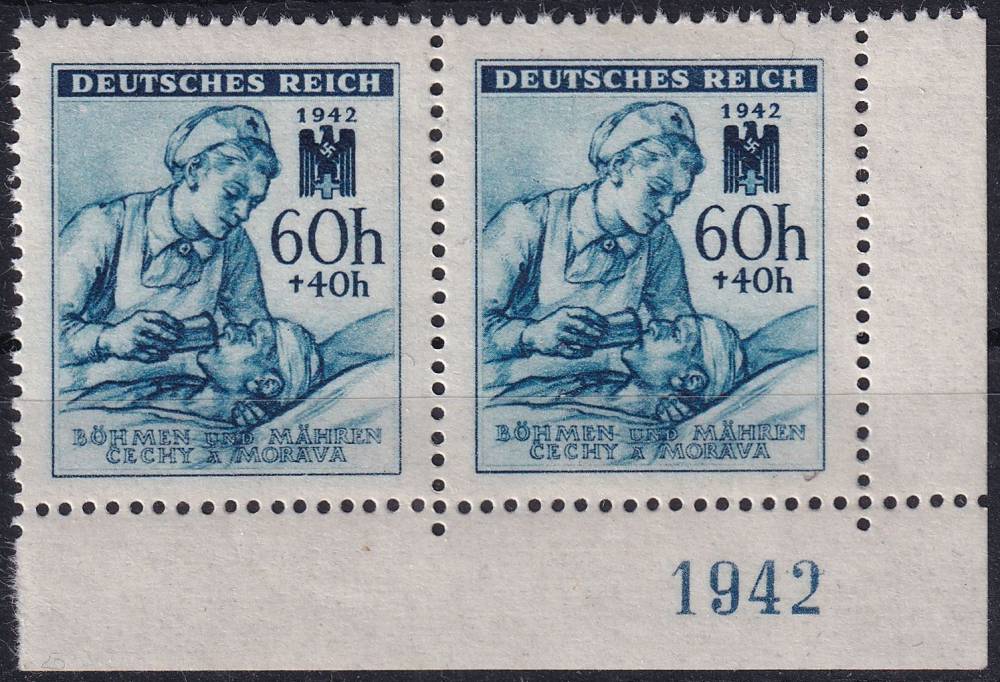 DEUTSCHES REICH
1942
60h
+40h
BÖHMEN UND MÄHREN
ČECHY A MORAVA
DEUTSCHES REICH
1942
60h
+40h
BÖHMEN UND MÄHREN
ČECHY A MORAVA
1942